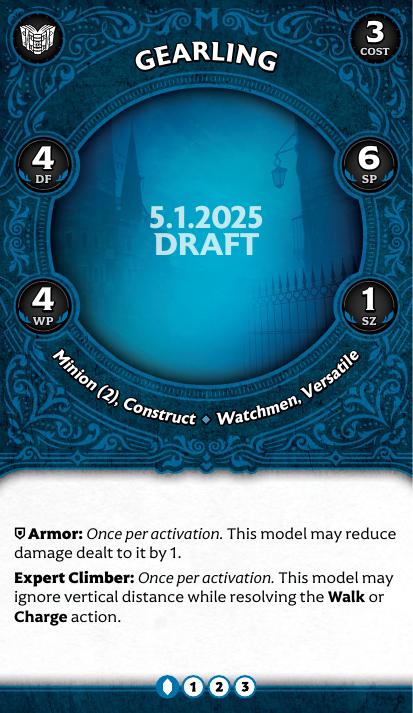 GEARLING
3
COST
4
DF
6
SP
5.1.2025
DRAFT
4
WP
1
SZ
Minion (2), Construct ◆ Watchmen, Versatile
Armor: Once per activation. This model may reduce
damage dealt to it by 1.
Expert Climber: Once per activation. This model may
ignore vertical distance while resolving the Walk or
Charge action.
1 2 3